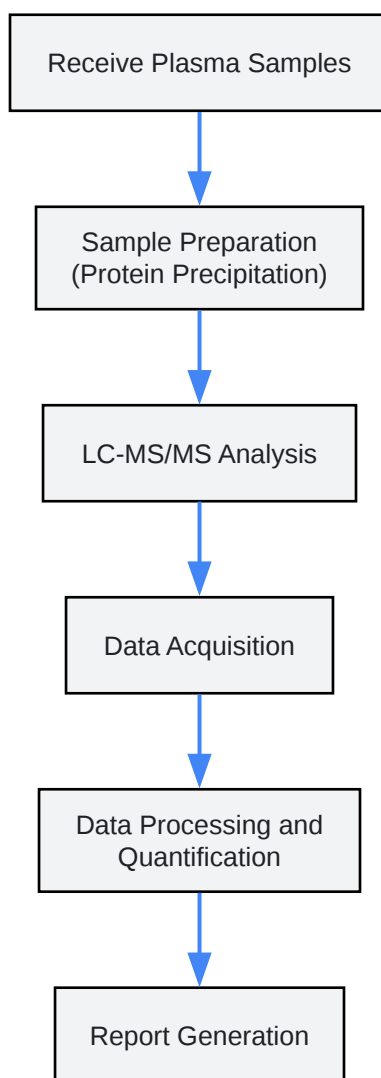 Receive Plasma Samples
Sample Preparation
(Protein Precipitation)
LC-MS/MS Analysis
Data Acquisition
Data Processing and
Quantification
Report Generation